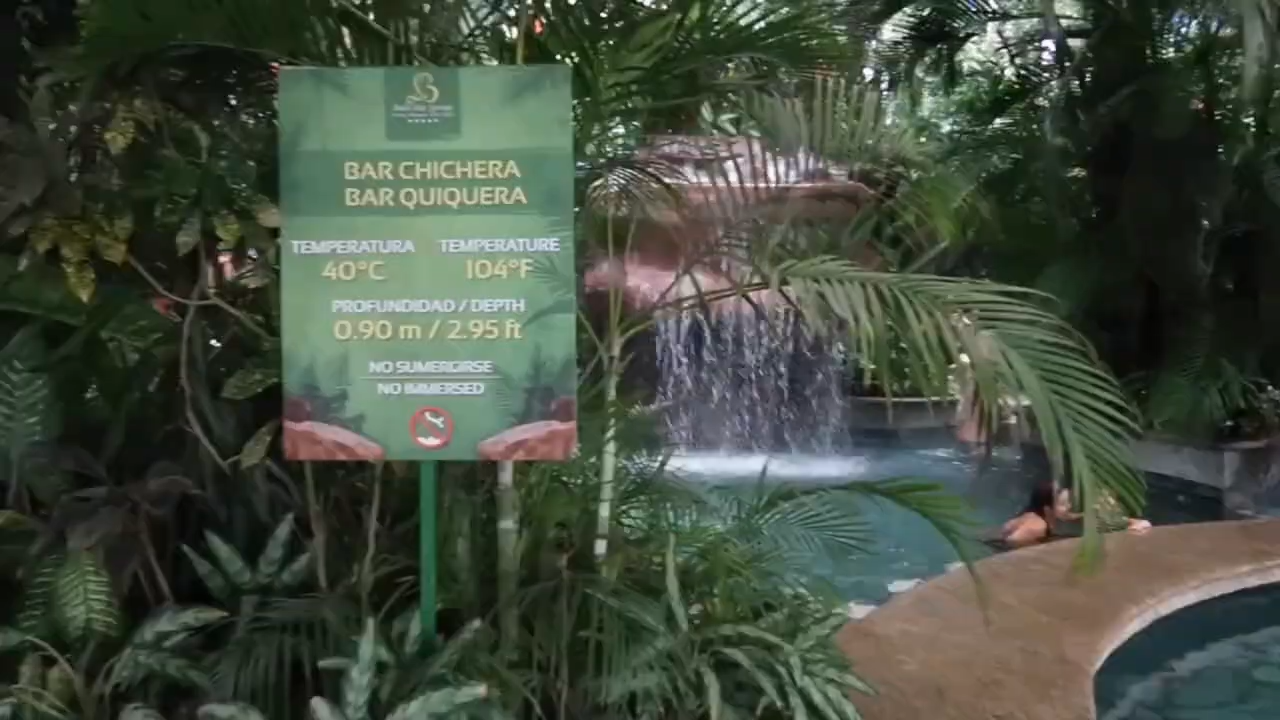 BAR CHICHERA
BAR QUIQUERA
TEMPERATURA TEMPERATURE
40°C 104°F
PROFUNDIDAD / DEPTH
0.90 m / 2.95 ft
NO SUMERGIRSE
NO IMMERSED